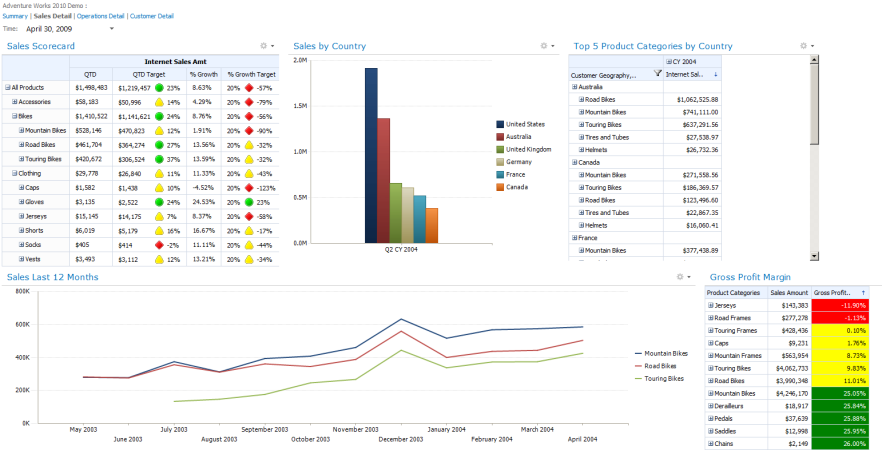 Adventure Works 2010 Demo :
Summary | Sales Detail | Operations Detail | Customer Detail
Time: April 30, 2009
Sales Scorecard
Internet Sales Amt
QTD QTD Target % Growth % Growth Target
All Products $1,498,483 $1,219,457 23% 8.63% 20% -57%
Accessories $58,183 $50,996 14% 4.29% 20% -79%
Bikes $1,410,522 $1,141,621 24% 8.76% 20% -56%
Mountain Bikes $528,146 $470,823 12% 1.91% 20% -90%
Road Bikes $461,704 $364,274 27% 13.56% 20% -32%
Touring Bikes $420,672 $306,524 37% 13.59% 20% -32%
Clothing $29,778 $26,840 11% 11.33% 20% -43%
Caps $1,582 $1,438 10% -4.52% 20% -123%
Gloves $3,135 $2,522 24% 24.53% 20% 23%
Jerseys $15,145 $14,175 7% 8.37% 20% -58%
Shorts $6,019 $5,179 16% 16.67% 20% -17%
Socks $405 $414 -2% 11.11% 20% -44%
Vests $3,493 $3,112 12% 13.21% 20% -34%
Sales by Country
2.0M
1.5M
1.0M
0.5M
0.0M
Q2 CY 2004
United States
Australia
United Kingdom
Germany
France
Canada
Top 5 Product Categories by Country
CY 2004
Customer Geography,... Internet Sal.. ↓
Australia
Road Bikes $1,062,525.88
Mountain Bikes $741,111.00
Touring Bikes $637,291.56
Tires and Tubes $27,538.97
Helmets $26,732.36
Canada
Mountain Bikes $271,558.56
Touring Bikes $186,369.57
Road Bikes $123,496.60
Tires and Tubes $22,867.35
Helmets $16,060.41
France
Mountain Bikes $377,438.89
Sales Last 12 Months
800K
600K
400K
200K
0K
May 2003 July 2003 September 2003 November 2003 January 2004 March 2004
June 2003 August 2003 October 2003 December 2003 February 2004 April 2004
Mountain Bikes
Road Bikes
Touring Bikes
Gross Profit Margin
Product Categories Sales Amount Gross Profit.. ↑
Jerseys $143,383 -11.90%
Road Frames $277,278 -1.13%
Touring Frames $428,436 0.10%
Caps $9,231 1.76%
Mountain Frames $563,954 8.73%
Touring Bikes $4,062,733 9.83%
Road Bikes $3,990,348 11.01%
Mountain Bikes $4,246,170 25.05%
Derailleurs $18,917 25.84%
Pedals $37,639 25.88%
Saddles $12,998 25.95%
Chains $2,149 26.00%